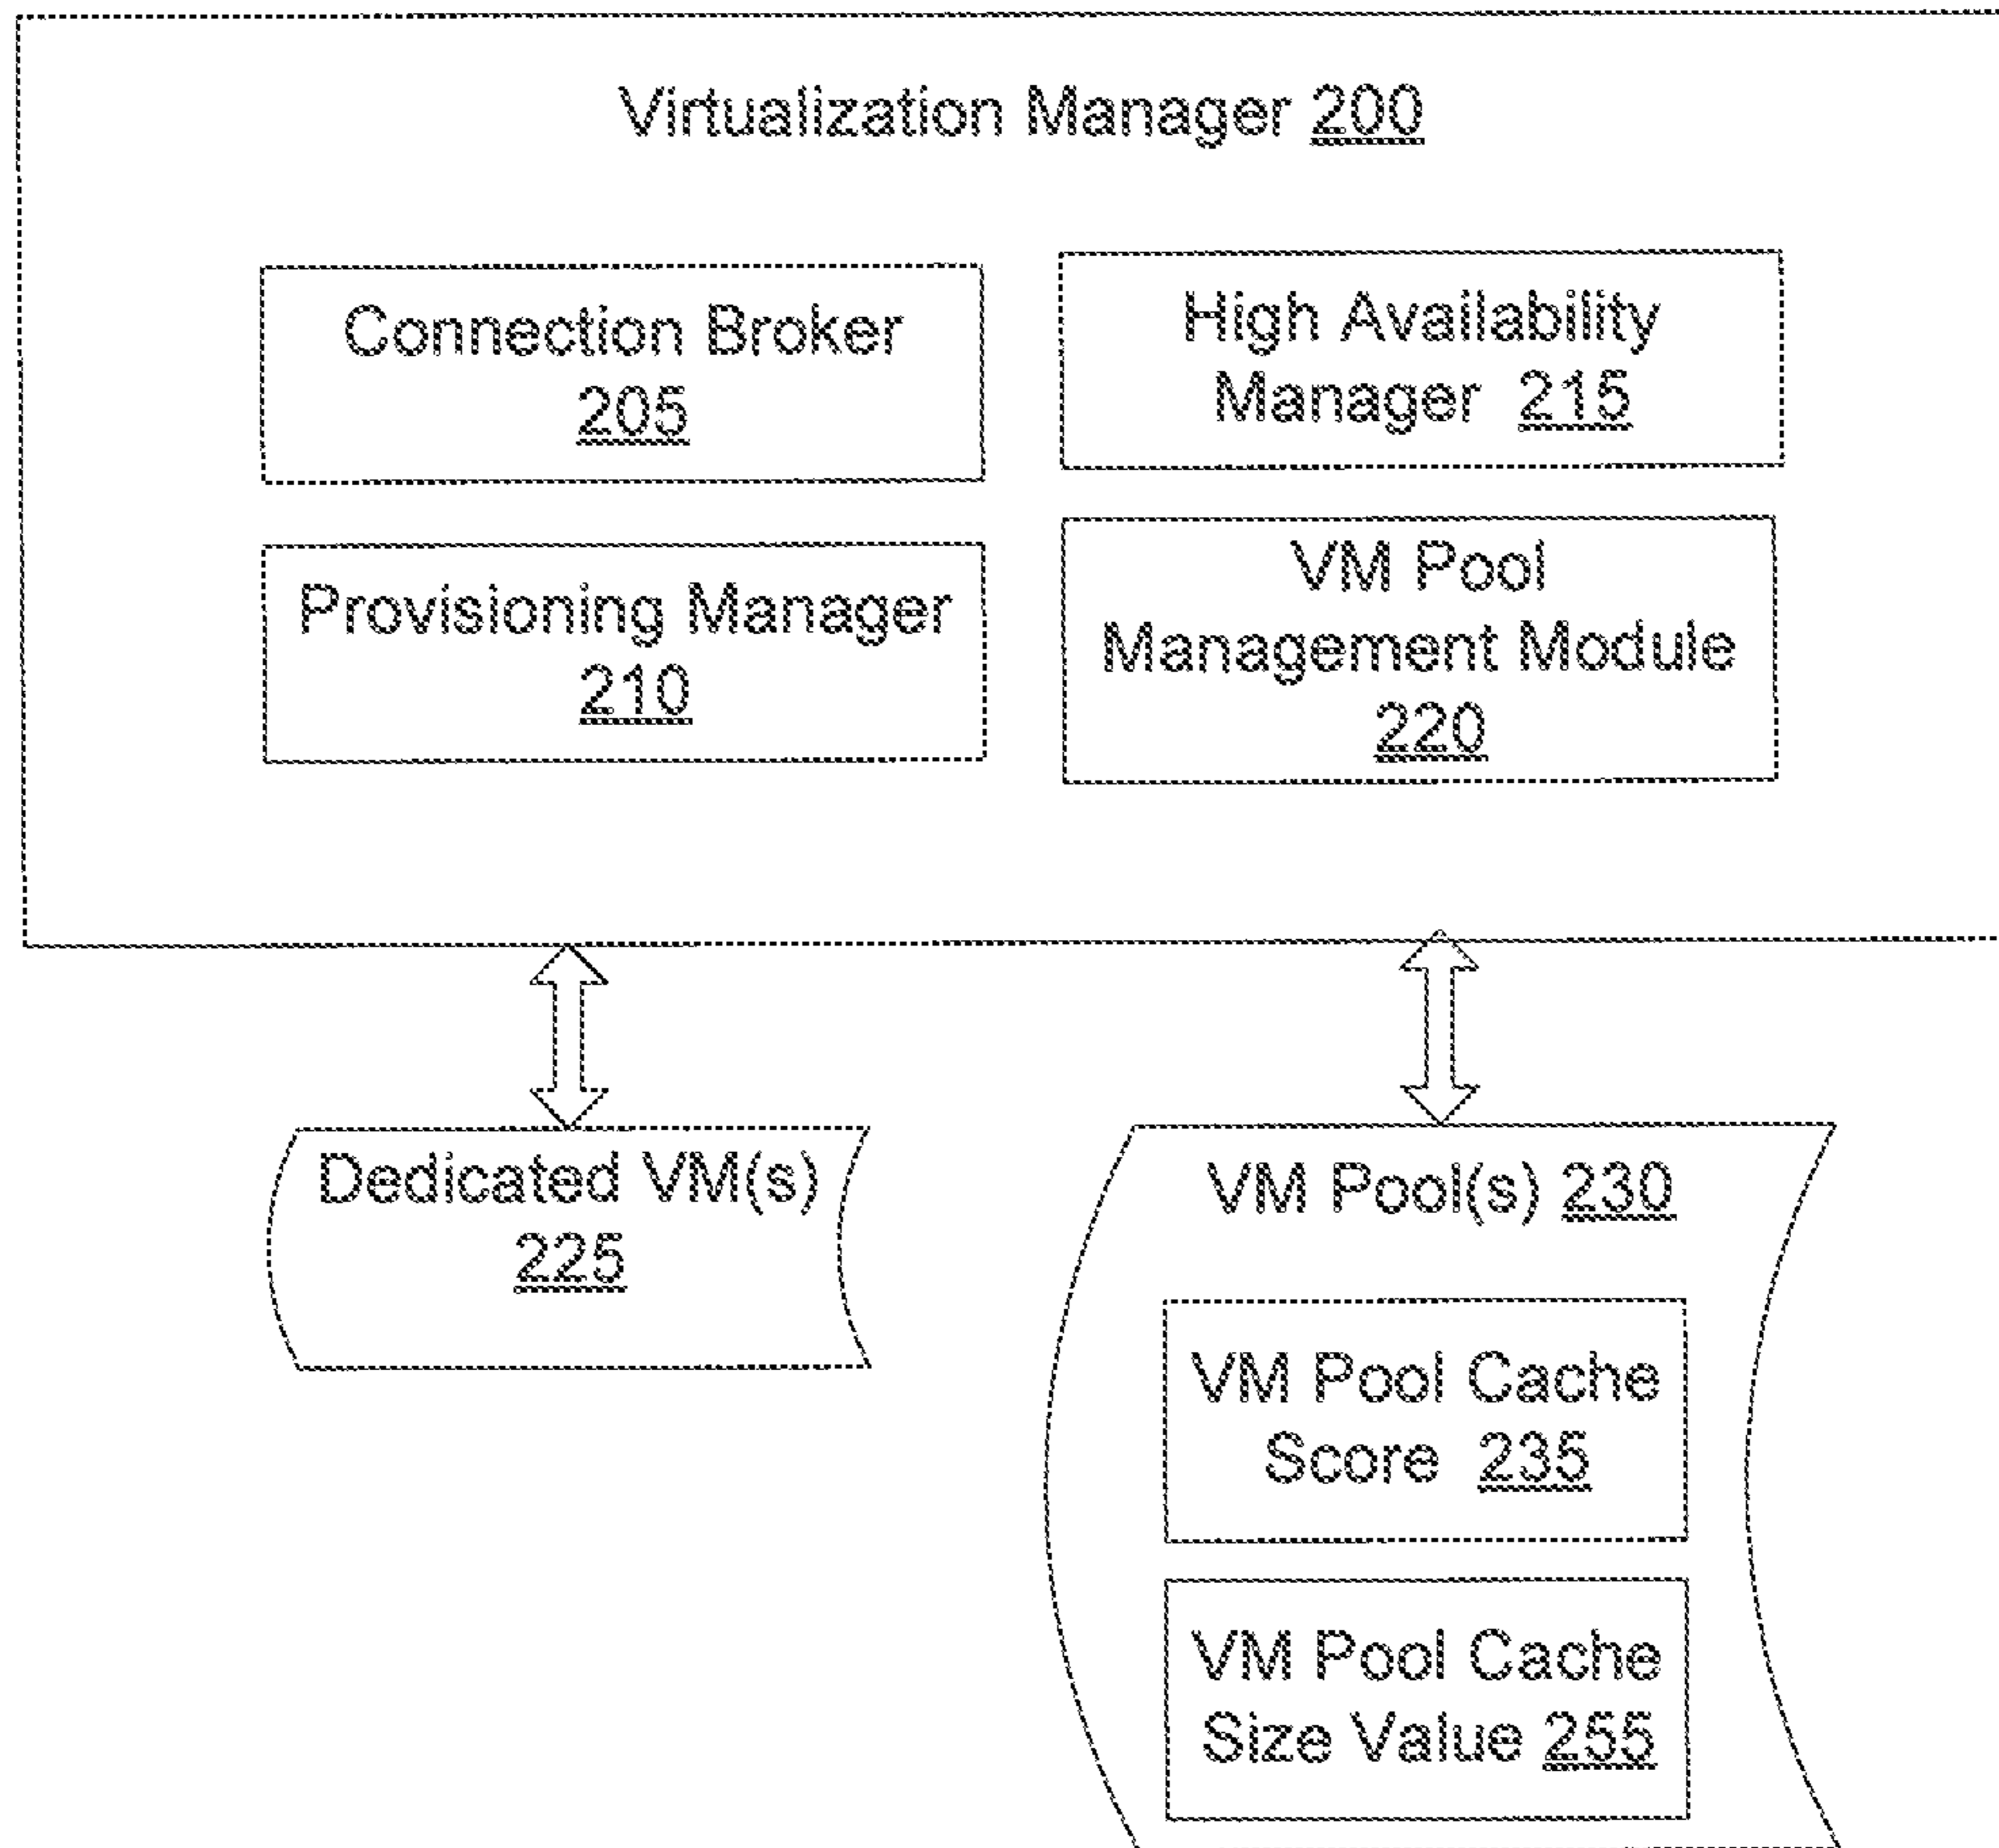 Virtualization Manager 200
Connection Broker
205
High Availability
Manager 215
Provisioning Manager
210
VM Pool
Management Module
220
Dedicated VM(s)
225
VM Pool(s) 230
VM Pool Cache
Score 235
VM Pool Cache
Size Value 255